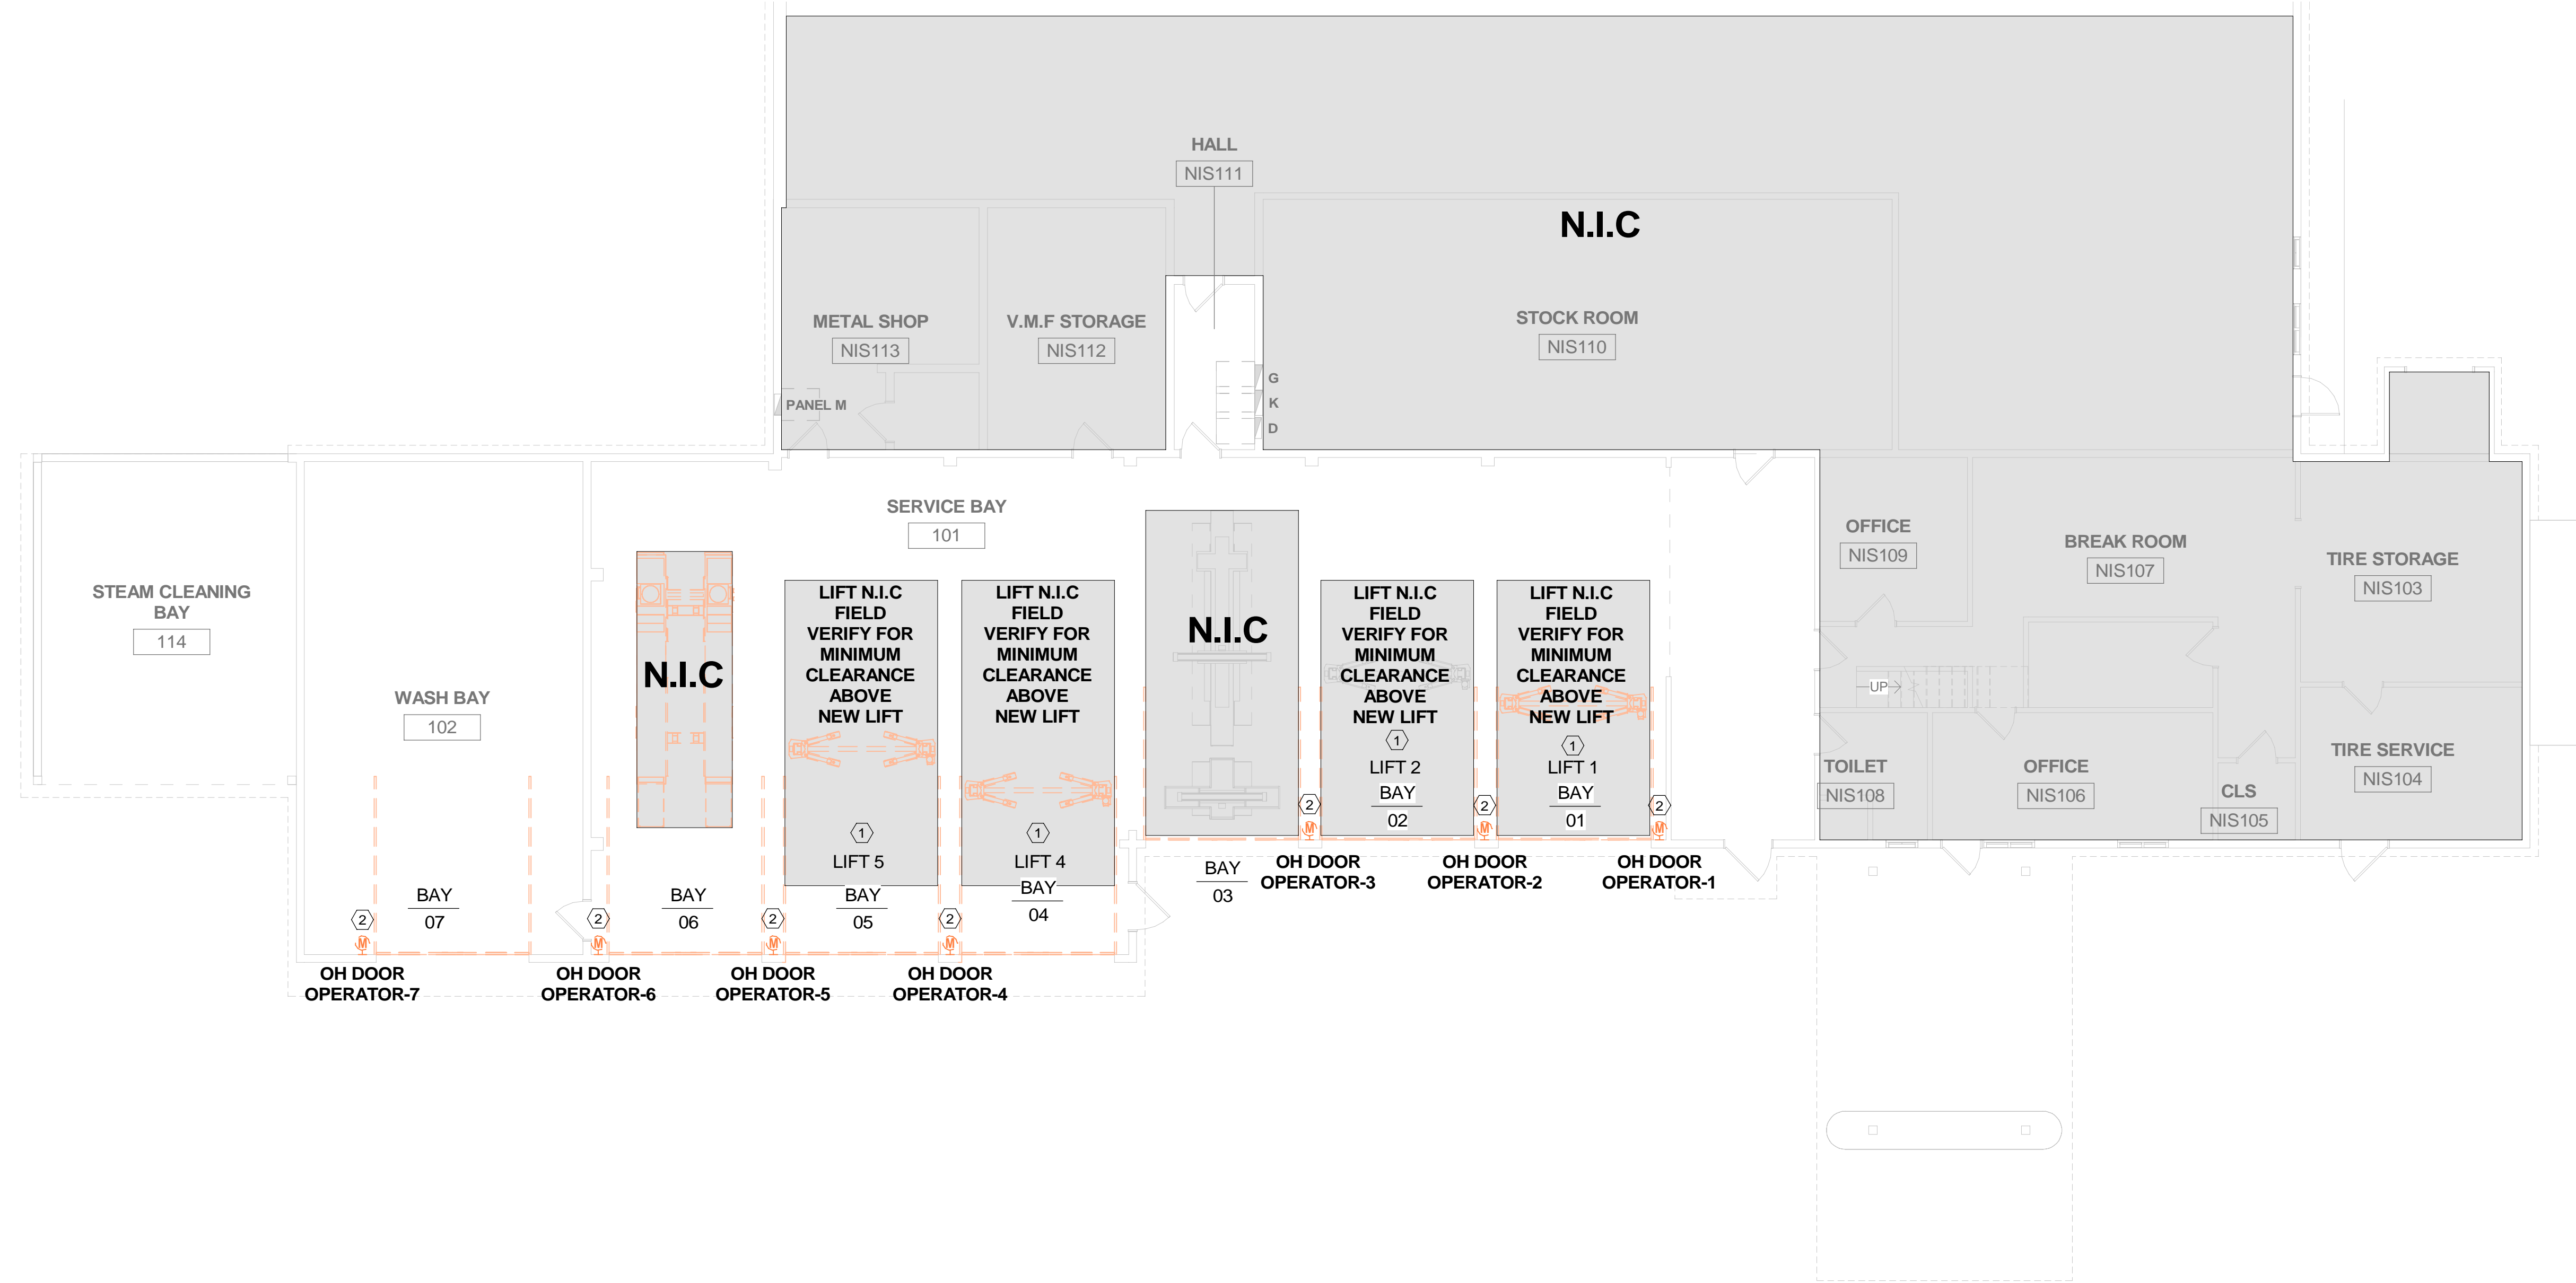 HALL
NIS111
N.I.C
METAL SHOP
NIS113
V.M.F STORAGE
NIS112
STOCK ROOM
NIS110
G
K
D
PANEL M
SERVICE BAY
101
OFFICE
NIS109
BREAK ROOM
NIS107
TIRE STORAGE
NIS103
STEAM CLEANING
BAY
114
WASH BAY
102
N.I.C
LIFT N.I.C
FIELD
VERIFY FOR
MINIMUM
CLEARANCE
ABOVE
NEW LIFT
1
LIFT 5
BAY
05
LIFT N.I.C
FIELD
VERIFY FOR
MINIMUM
CLEARANCE
ABOVE
NEW LIFT
1
LIFT 4
BAY
04
N.I.C
LIFT N.I.C
FIELD
VERIFY FOR
MINIMUM
CLEARANCE
ABOVE
NEW LIFT
1
LIFT 2
BAY
02
LIFT N.I.C
FIELD
VERIFY FOR
MINIMUM
CLEARANCE
ABOVE
NEW LIFT
1
LIFT 1
BAY
01
UP
TOILET
NIS108
OFFICE
NIS106
CLS
NIS105
TIRE SERVICE
NIS104
2
M
2
M
2
M
BAY
03
OH DOOR
OPERATOR-3
OH DOOR
OPERATOR-2
OH DOOR
OPERATOR-1
BAY
07
BAY
06
2
M
2
M
2
M
2
M
OH DOOR
OPERATOR-7
OH DOOR
OPERATOR-6
OH DOOR
OPERATOR-5
OH DOOR
OPERATOR-4